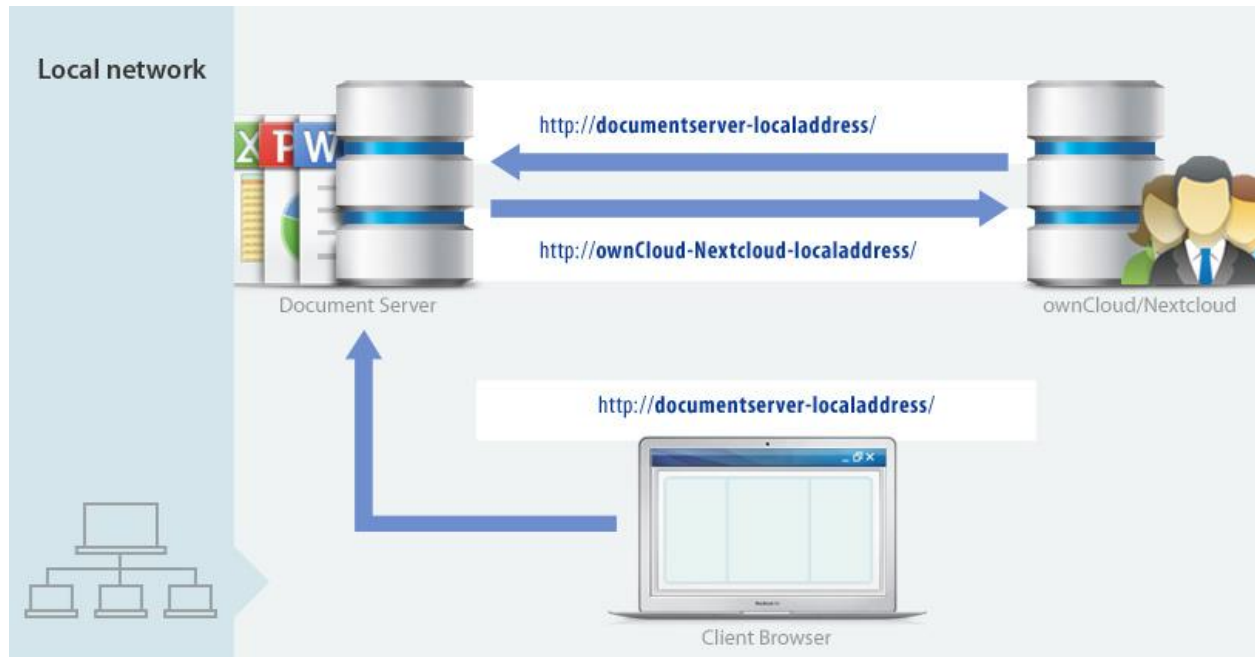 Local network
http://documentserver-localaddress/
X P W
http://ownCloud-Nextcloud-localaddress/
Document Server
ownCloud/Nextcloud
http://documentserver-localaddress/
Client Browser